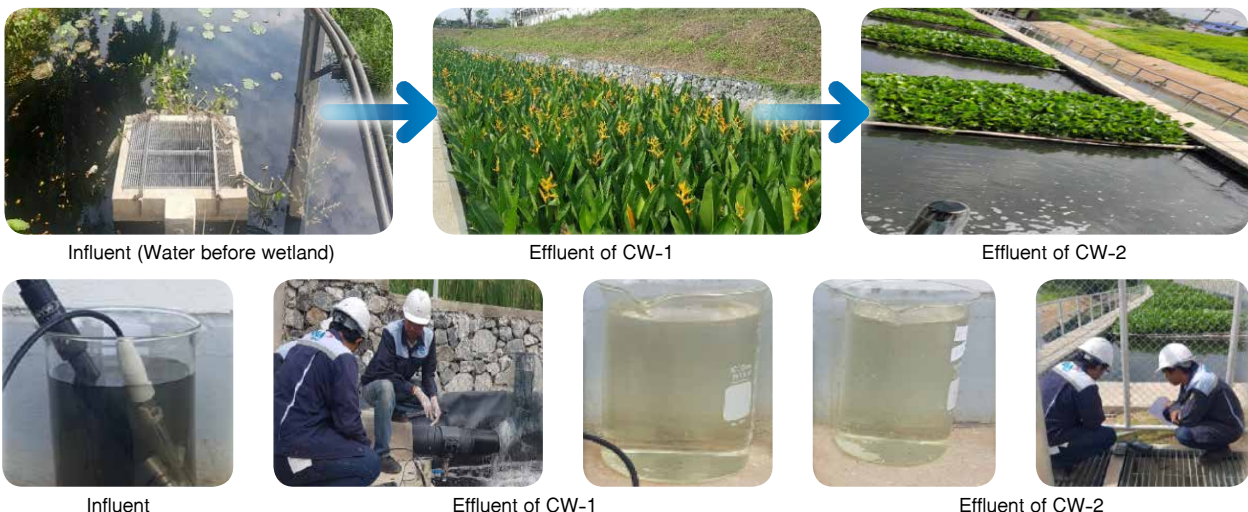 Influent (Water before wetland)
Effluent of CW-1
Effluent of CW-2
Influent
Effluent of CW-1
Effluent of CW-2